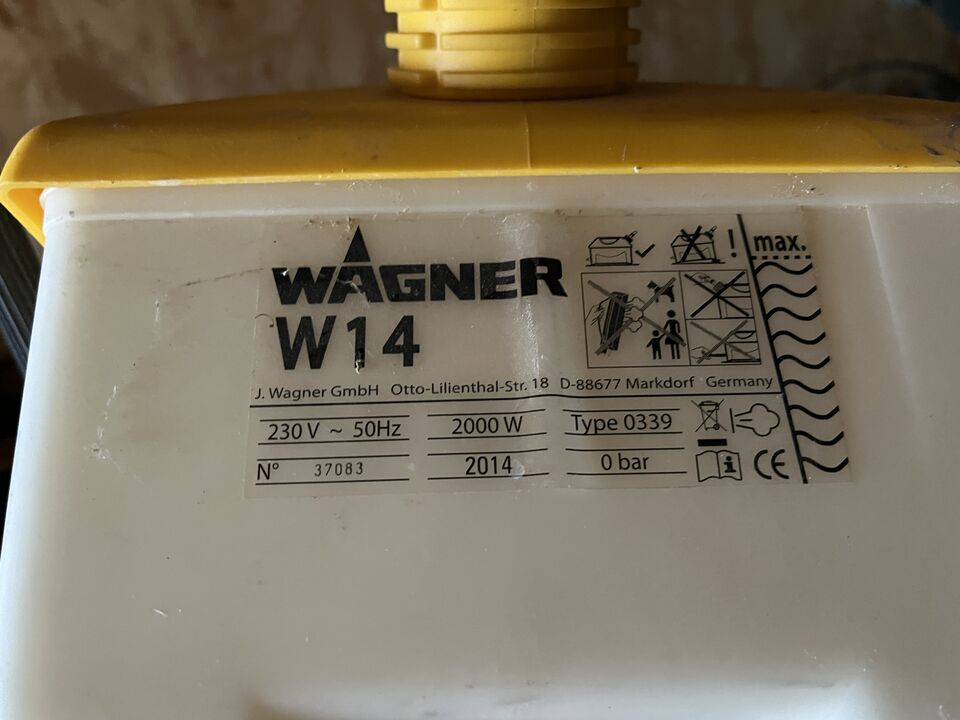 WAGNER
W14
! max.
J. Wagner GmbH Otto-Lilienthal-Str. 18 D-88677 Markdorf Germany
230 V ~ 50Hz 2000 W Type 0339
N° 37083 2014 0 bar CE